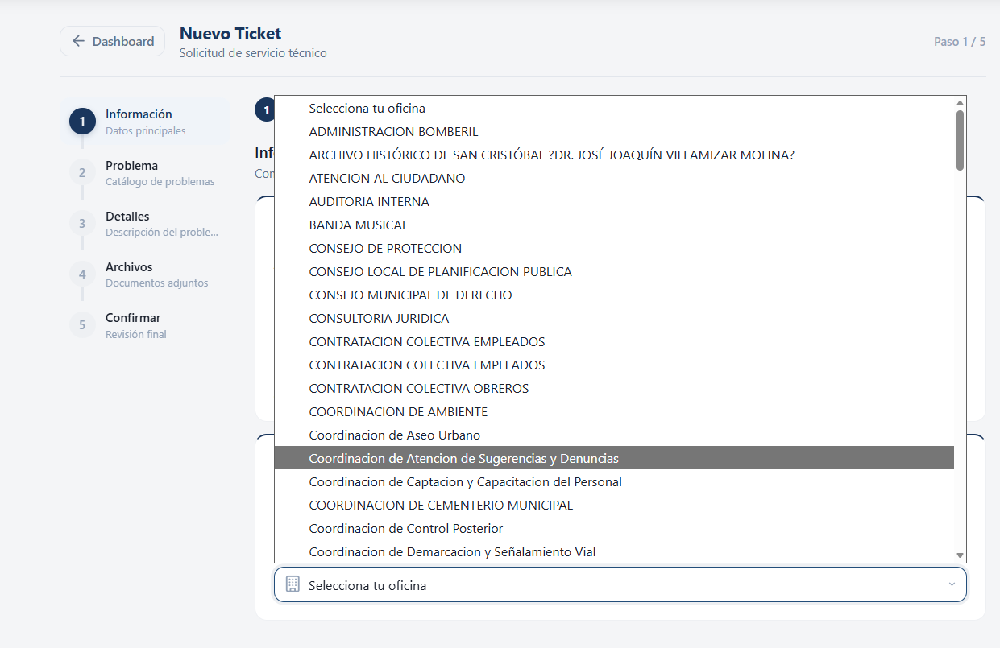 Dashboard
Nuevo Ticket
Solicitud de servicio técnico
Paso 1 / 5
1
Información
Datos principales
2
Problema
Catálogo de problemas
3
Detalles
Descripción del proble...
4
Archivos
Documentos adjuntos
5
Confirmar
Revisión final
1
Inf
Con
Selecciona tu oficina
ADMINISTRACION BOMBERIL
ARCHIVO HISTÓRICO DE SAN CRISTÓBAL ?DR. JOSÉ JOAQUÍN VILLAMIZAR MOLINA?
ATENCION AL CIUDADANO
AUDITORIA INTERNA
BANDA MUSICAL
CONSEJO DE PROTECCION
CONSEJO LOCAL DE PLANIFICACION PUBLICA
CONSEJO MUNICIPAL DE DERECHO
CONSULTORIA JURIDICA
CONTRATACION COLECTIVA EMPLEADOS
CONTRATACION COLECTIVA EMPLEADOS
CONTRATACION COLECTIVA OBREROS
COORDINACION DE AMBIENTE
Coordinacion de Aseo Urbano
Coordinacion de Atencion de Sugerencias y Denuncias
Coordinacion de Captacion y Capacitacion del Personal
COORDINACION DE CEMENTERIO MUNICIPAL
Coordinacion de Control Posterior
Coordinacion de Demarcacion y Señalamiento Vial
Selecciona tu oficina